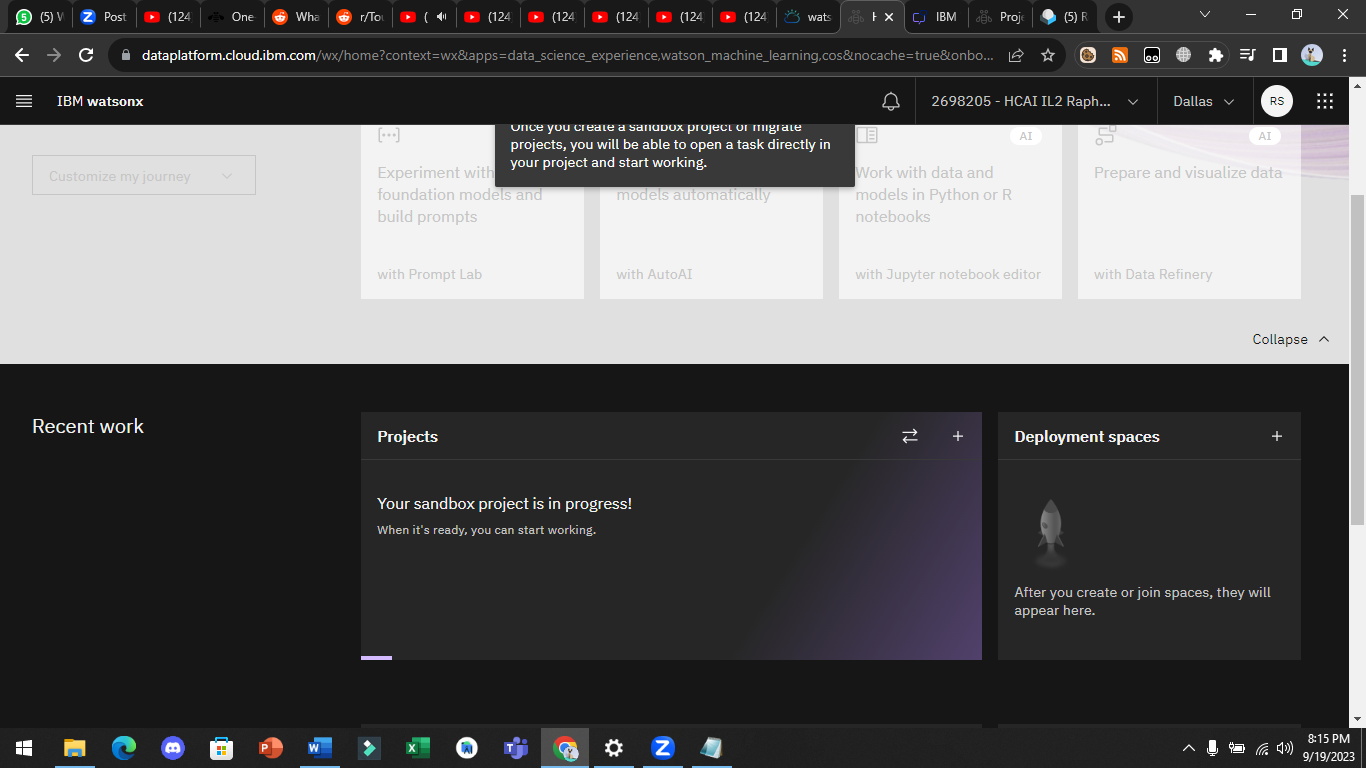 (5) W
Post
(124
One
Wha
r/Tou
(
(124
(124
(124
(124
(124
wats
H
IBM
Proje
(5) R
dataplatform.cloud.ibm.com/wx/home?context=wx&apps=data_science_experience,watson_machine_learning,cos&nocache=true&onbo...
IBM watsonx
2698205 - HCAI IL2 Raph...
Dallas
RS
Customize my journey
Once you create a sandbox project or migrate
projects, you will be able to open a task directly in
your project and start working.
Experiment with
foundation models and
build prompts
with Prompt Lab
models automatically
with AutoAI
AI
Work with data and
models in Python or R
notebooks
with Jupyter notebook editor
AI
Prepare and visualize data
with Data Refinery
Collapse
Recent work
Projects
Your sandbox project is in progress!
When it's ready, you can start working.
Deployment spaces
After you create or join spaces, they will
appear here.
8:15 PM
9/19/2023